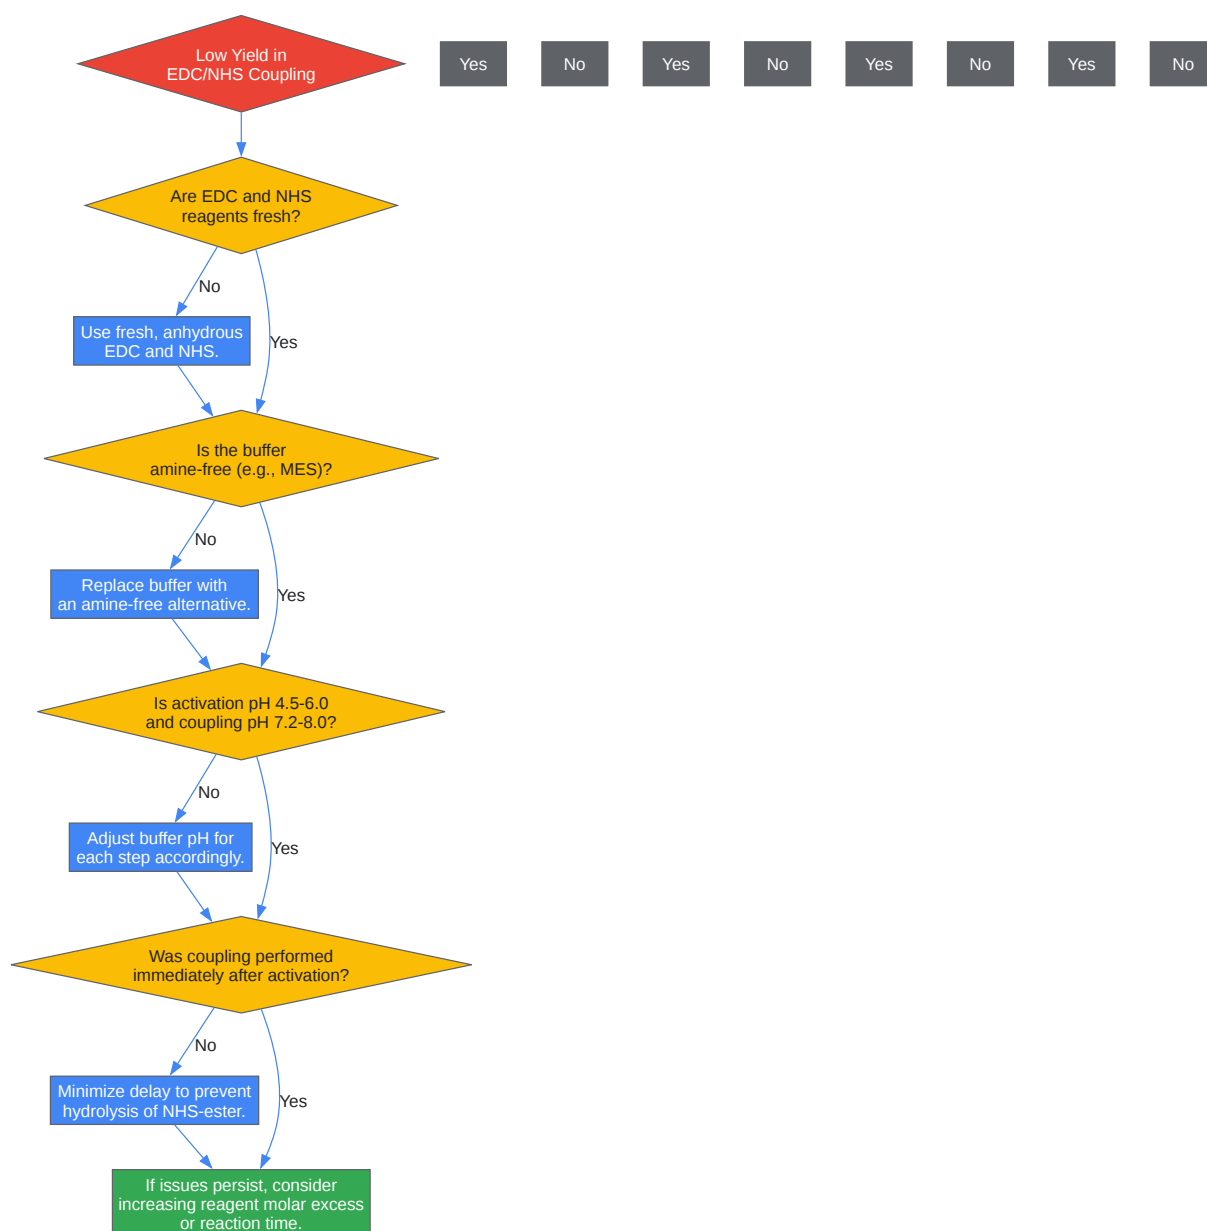 Low Yield in
EDC/NHS Coupling
Yes
No
Yes
No
Yes
No
Yes
No
Are EDC and NHS
reagents fresh?
No
Use fresh, anhydrous
EDC and NHS.
Yes
Is the buffer
amine-free (e.g., MES)?
No
Replace buffer with
an amine-free alternative.
Yes
Is activation pH 4.5-6.0
and coupling pH 7.2-8.0?
No
Adjust buffer pH for
each step accordingly.
Yes
Was coupling performed
immediately after activation?
No
Minimize delay to prevent
hydrolysis of NHS-ester.
Yes
If issues persist, consider
increasing reagent molar excess
or reaction time.